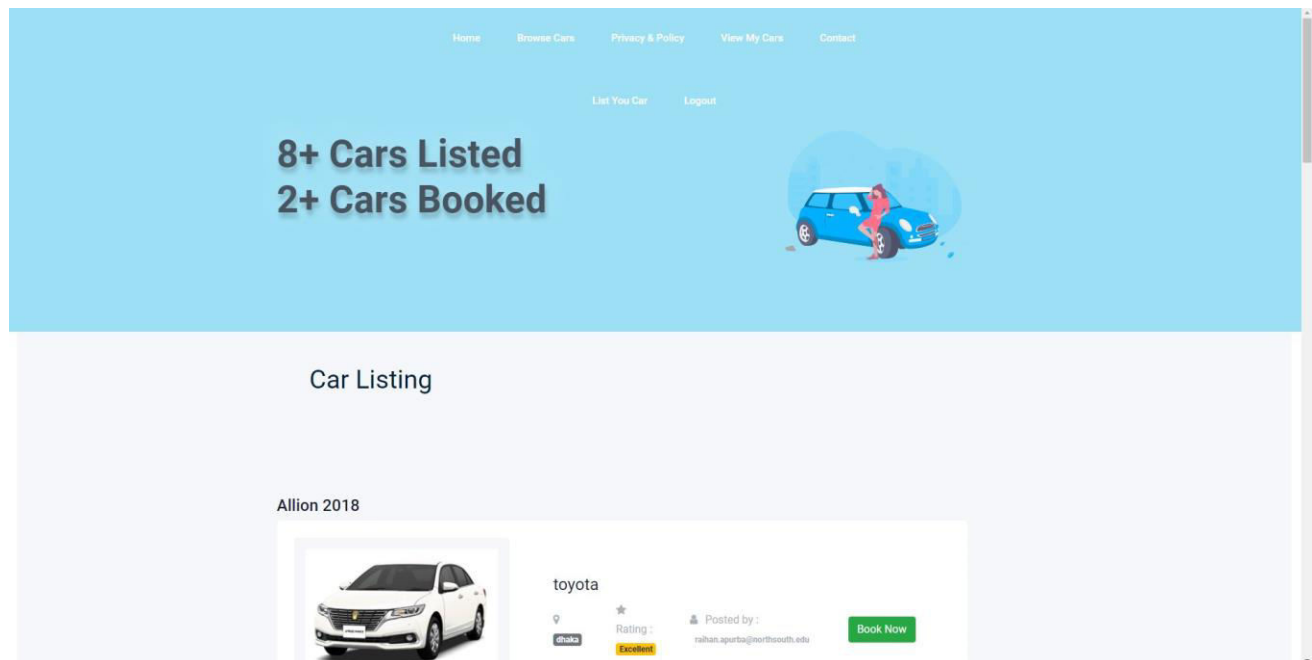 Home Browse Cars Privacy & Policy View My Cars Contact
List You Car Logout
8+ Cars Listed
2+ Cars Booked
Car Listing
Allion 2018
toyota
Rating :
Posted by :
dhaka
Excellent
raihan.apurba@northsouth.edu
Book Now